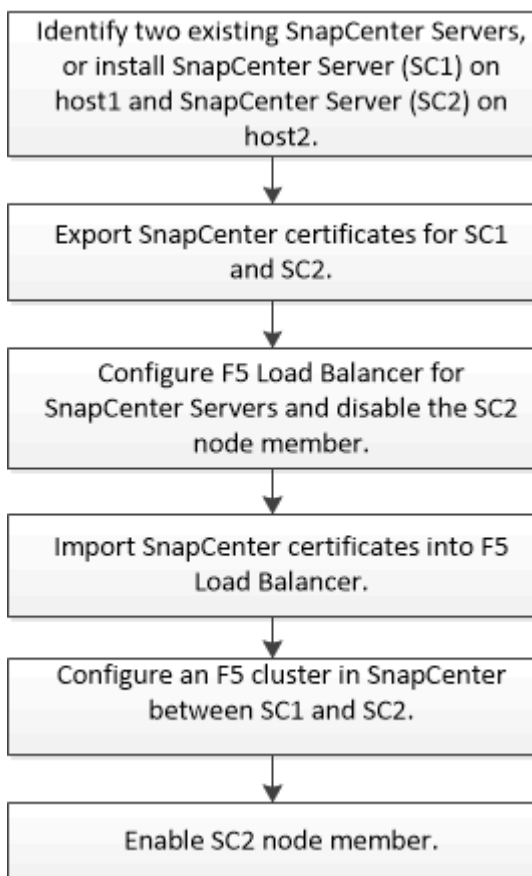 Identify two existing SnapCenter Servers,
or install SnapCenter Server (SC1) on
host1 and SnapCenter Server (SC2) on
host2.
Export SnapCenter certificates for SC1
and SC2.
Configure F5 Load Balancer for
SnapCenter Servers and disable the SC2
node member.
Import SnapCenter certificates into F5
Load Balancer.
Configure an F5 cluster in SnapCenter
between SC1 and SC2.
Enable SC2 node member.